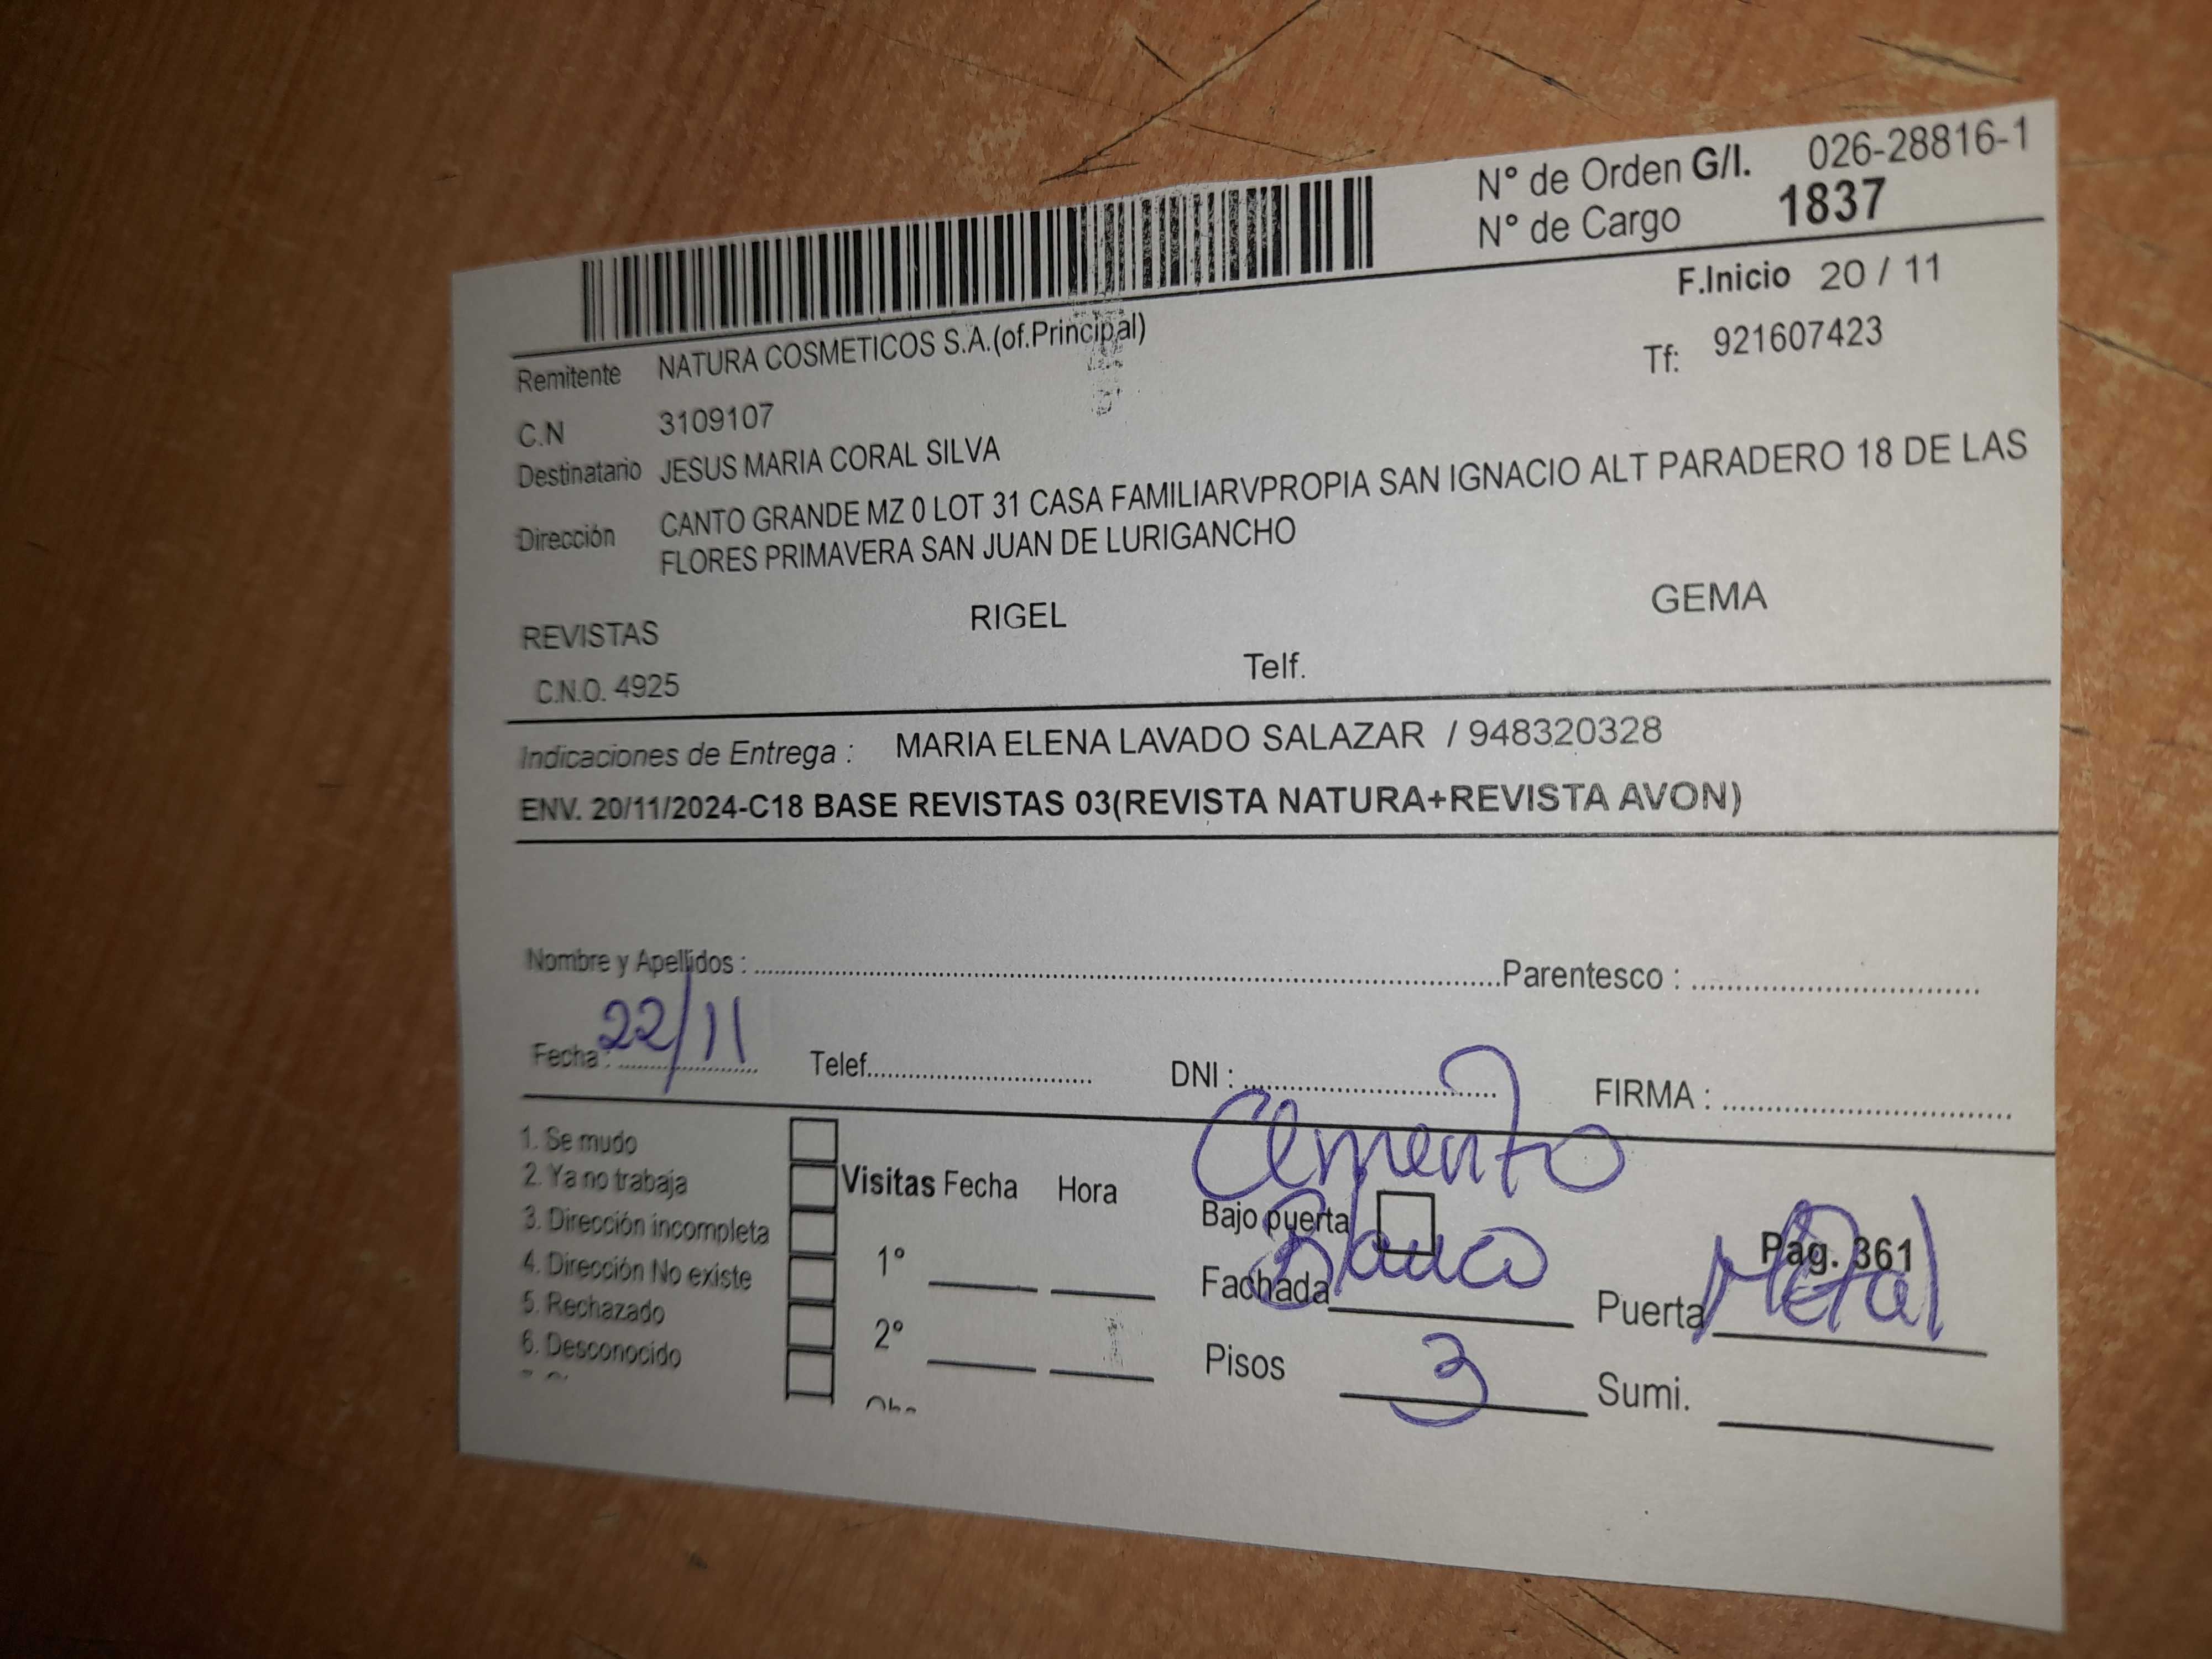 N° de Orden G/I. 026-28816-1
N° de Cargo 1837
F.Inicio 20 / 11
Remitente NATURA COSMETICOS S.A.(of.Principal)
Tf: 921607423
C.N 3109107
Destinatario JESUS MARIA CORAL SILVA
Dirección CANTO GRANDE MZ 0 LOT 31 CASA FAMILIARVPROPIA SAN IGNACIO ALT PARADERO 18 DE LAS
FLORES PRIMAVERA SAN JUAN DE LURIGANCHO
REVISTAS RIGEL GEMA
C.N.O. 4925 Telf.
Indicaciones de Entrega : MARIA ELENA LAVADO SALAZAR / 948320328
ENV. 20/11/2024-C18 BASE REVISTAS 03(REVISTA NATURA+REVISTA AVON)
Nombre y Apellidos : Parentesco :
Fecha : 22/11 Telef. DNI : FIRMA :
Cemento
1. Se mudo
2. Ya no trabaja
3. Dirección incompleta
4. Dirección No existe
5. Rechazado
6. Desconocido
Visitas Fecha Hora
1°
2°
Bajo puerta
Pag. 361
Fachada Blanco Puerta Metal
Pisos 3 Sumi.